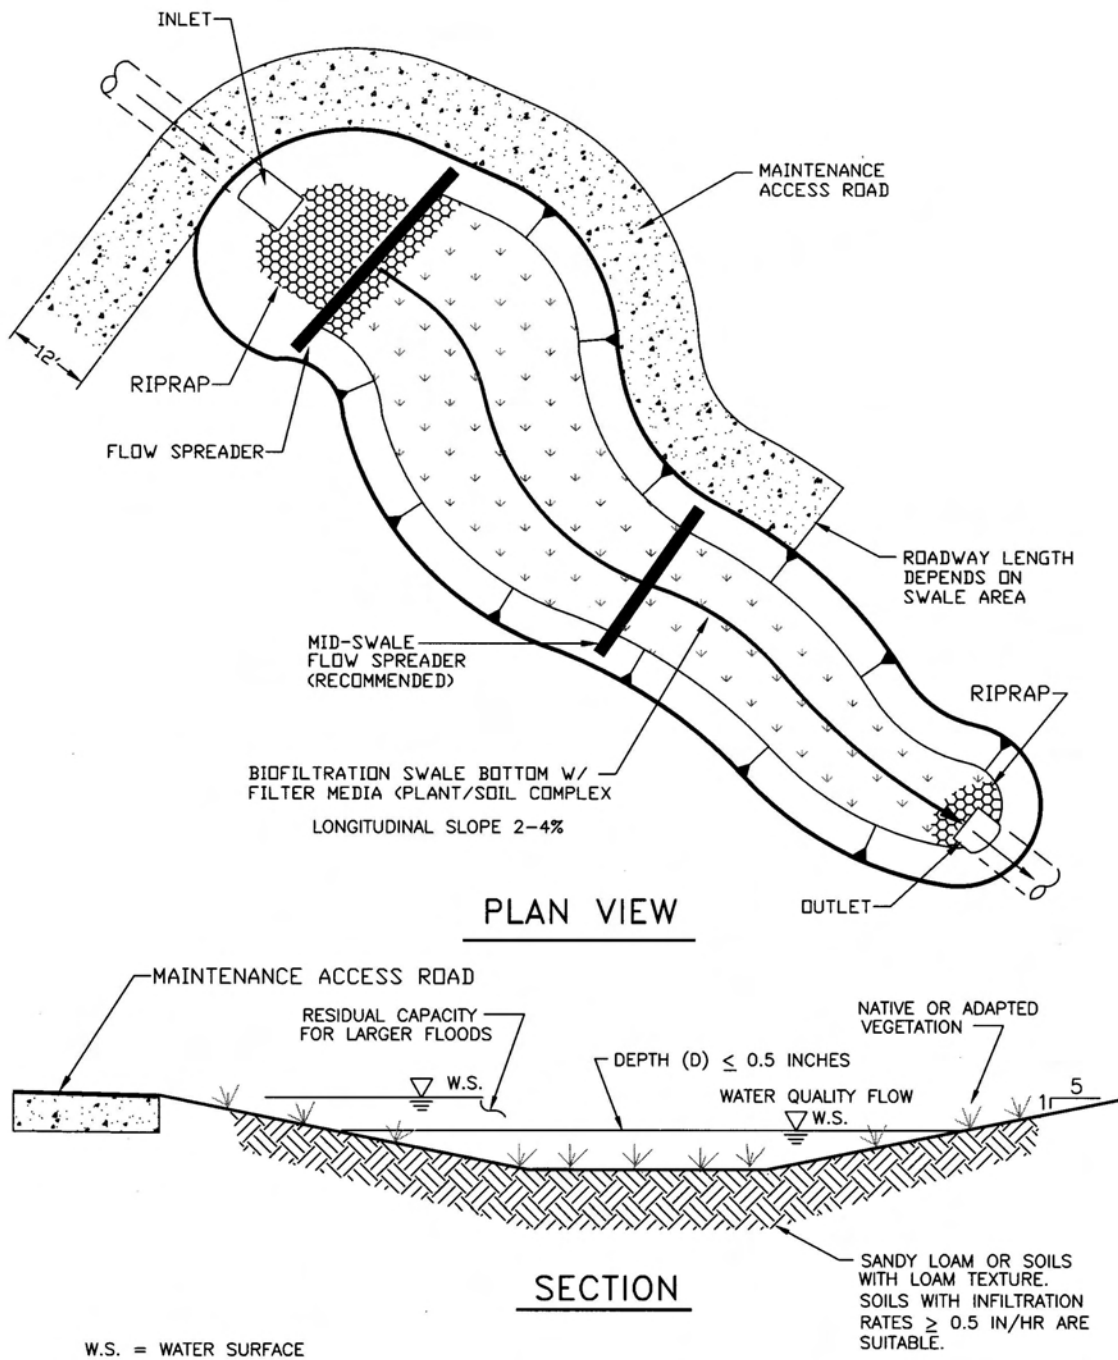 INLET
MAINTENANCE
ACCESS ROAD
12'
RIPRAP
FLOW SPREADER
ROADWAY LENGTH
DEPENDS ON
SWALE AREA
MID-SWALE
FLOW SPREADER
(RECOMMENDED)
RIPRAP
BIOFILTRATION SWALE BOTTOM W/
FILTER MEDIA (PLANT/SOIL COMPLEX
LONGITUDINAL SLOPE 2-4%
OUTLET
PLAN VIEW
MAINTENANCE ACCESS ROAD
RESIDUAL CAPACITY
FOR LARGER FLOODS
NATIVE OR ADAPTED
VEGETATION
DEPTH (D) ≤ 0.5 INCHES
W.S.
WATER QUALITY FLOW
W.S.
1
5
SANDY LOAM OR SOILS
WITH LOAM TEXTURE.
SOILS WITH INFILTRATION
RATES ≥ 0.5 IN/HR ARE
SUITABLE.
SECTION
W.S. = WATER SURFACE